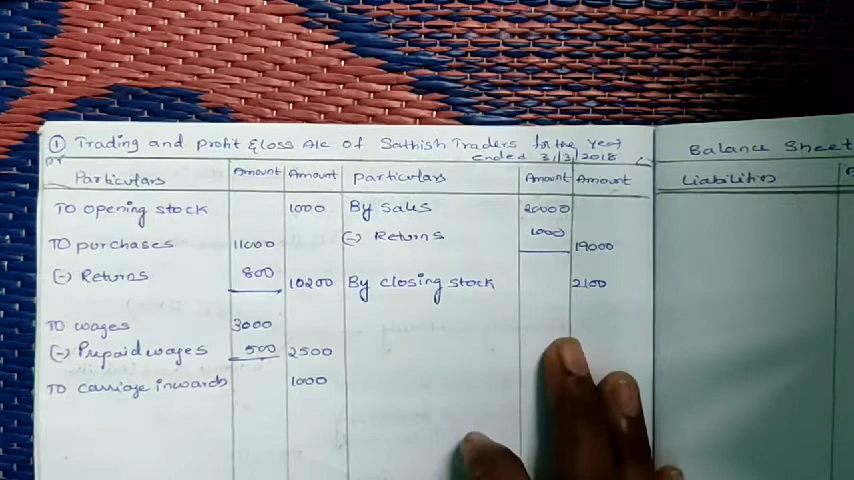 ① Trading and Profit & Loss A/c of Sathish Traders for the Year
ended 31/3/2018
Dr
Particulars Amount Amount Particulars Amount Amount
To opening stock 1000 By Sales 20000
(-) Returns 1000 19000
To purchases 11000
(-) Returns 800 10200 By closing stock 2100
To wages 3000
(-) Prepaid wages 500 2500
To carriage inwards 1000
Balance Sheet
Liabilities